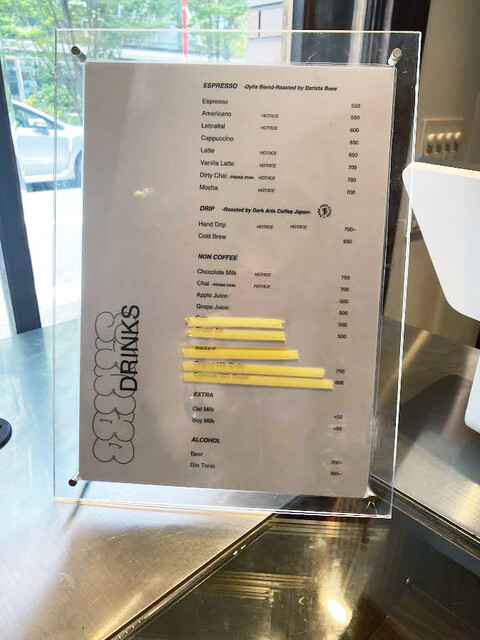 ESPRESSO -Dylla Blend-Roasted by Barista Base
Espresso 550
Americano HOT/ICE 550
Lebraltal HOT/ICE 600
Cappuccino 630
Latte HOT/ICE 650
Vanilla Latte HOT/ICE 700
Dirty Chai HOT/ICE 780
Mocha HOT/ICE 700
DRIP -Roasted by Dark Arts Coffee Japan-
Hand Drip HOT/ICE HOT/ICE 700~
Cold Brew 650
NON COFFEE
Chocolate Milk HOT/ICE 750
Chai HOT/ICE 700
Apple Juice 500
Grape Juice 500
500
500
750
800
EXTRA
Oat Milk +50
Soy Milk +50
ALCOHOL
Beer 700~
Gin Tonic
DRINKS